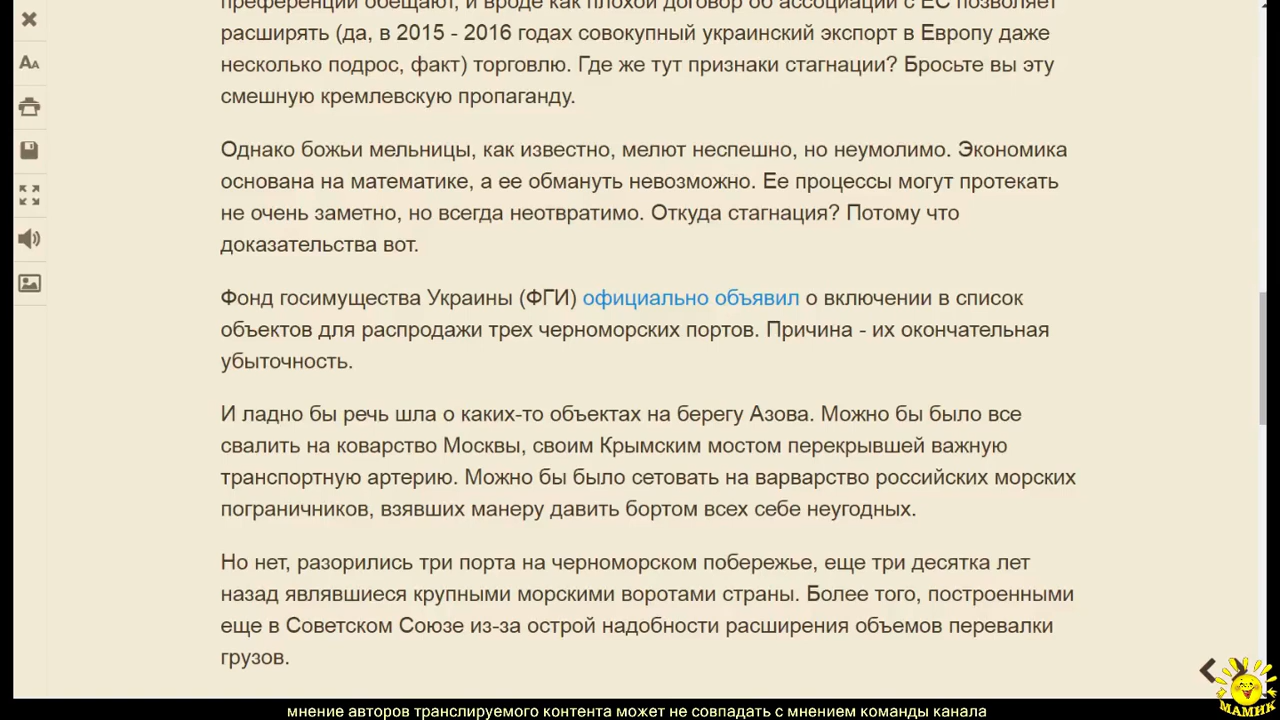 преференции обещают, и вроде как плохой договор об ассоциации с ЕС позволяет
расширять (да, в 2015 - 2016 годах совокупный украинский экспорт в Европу даже
несколько подрос, факт) торговлю. Где же тут признаки стагнации? Бросьте вы эту
смешную кремлевскую пропаганду.
Однако божьи мельницы, как известно, мелют неспешно, но неумолимо. Экономика
основана на математике, а ее обмануть невозможно. Ее процессы могут протекать
не очень заметно, но всегда неотвратимо. Откуда стагнация? Потому что
доказательства вот.
Фонд госимущества Украины (ФГИ) официально объявил о включении в список
объектов для распродажи трех черноморских портов. Причина - их окончательная
убыточность.
И ладно бы речь шла о каких-то объектах на берегу Азова. Можно бы было все
свалить на коварство Москвы, своим Крымским мостом перекрывшей важную
транспортную артерию. Можно бы было сетовать на варварство российских морских
пограничников, взявших манеру давить бортом всех себе неугодных.
Но нет, разорились три порта на черноморском побережье, еще три десятка лет
назад являвшиеся крупными морскими воротами страны. Более того, построенными
еще в Советском Союзе из-за острой надобности расширения объемов перевалки
грузов.
МАМИК
мнение авторов транслируемого контента может не совпадать с мнением команды канала